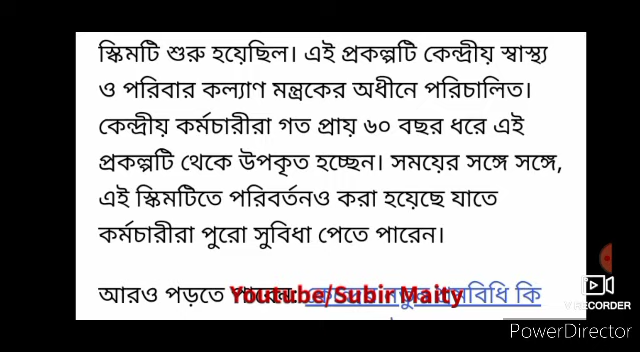 স্কিমটি শুরু হয়েছিল। এই প্রকল্পটি কেন্দ্রীয় স্বাস্থ্য
ও পরিবার কল্যাণ মন্ত্রকের অধীনে পরিচালিত।
কেন্দ্রীয় কর্মচারীরা গত প্রায় ৬০ বছর ধরে এই
প্রকল্পটি থেকে উপকৃত হচ্ছেন। সময়ের সঙ্গে সঙ্গে,
এই স্কিমটিতে পরিবর্তনও করা হয়েছে যাতে
কর্মচারীরা পুরো সুবিধা পেতে পারেন।
আরও পড়তে কি
Youtube/Subir Maity
RECORDER
PowerDirector